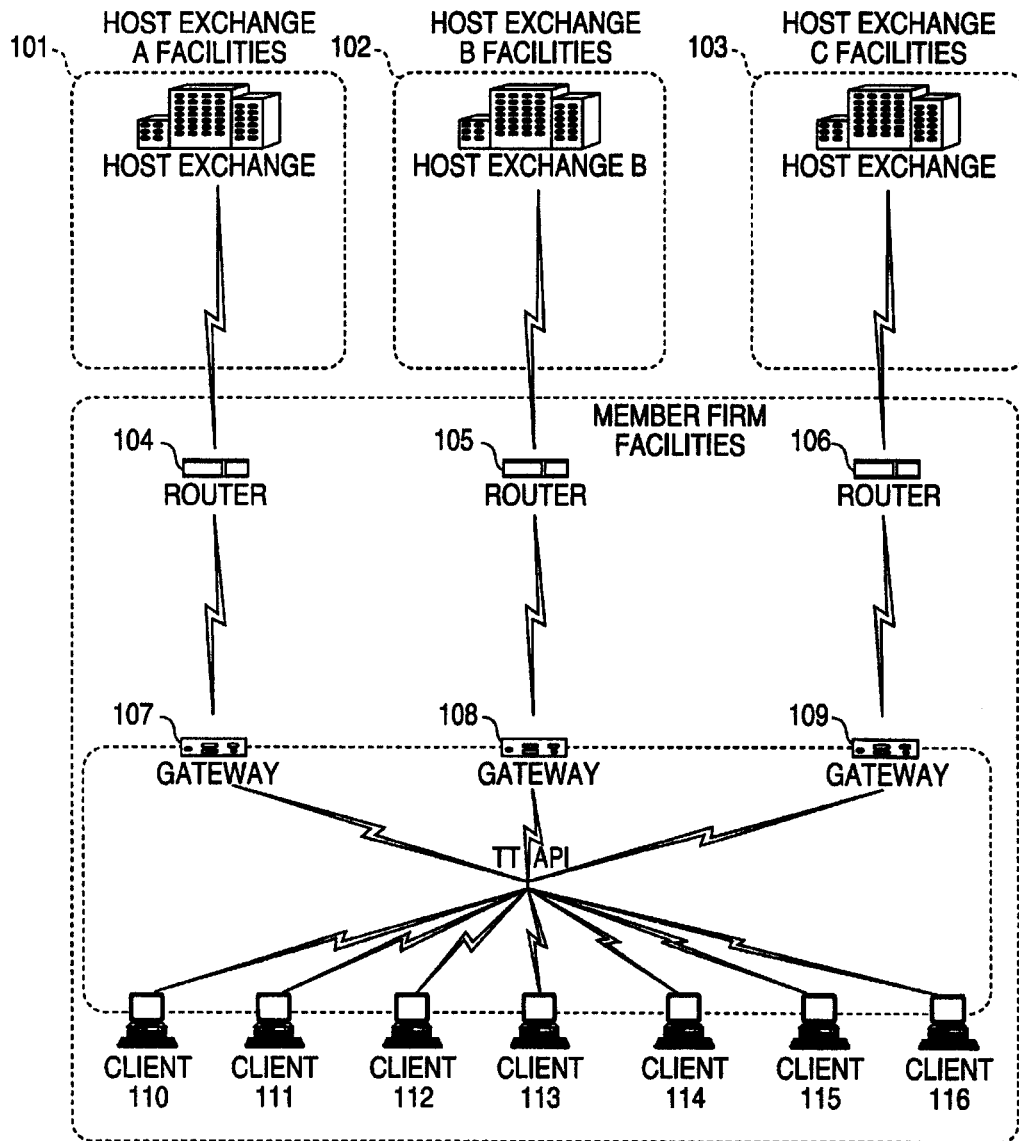 HOST EXCHANGE
A FACILITIES
HOST EXCHANGE
B FACILITIES
HOST EXCHANGE
C FACILITIES
101
102
103
HOST EXCHANGE
HOST EXCHANGE B
HOST EXCHANGE
MEMBER FIRM
FACILITIES
104
105
106
ROUTER
ROUTER
ROUTER
107
108
109
GATEWAY
GATEWAY
GATEWAY
TT API
CLIENT
110
CLIENT
111
CLIENT
112
CLIENT
113
CLIENT
114
CLIENT
115
CLIENT
116